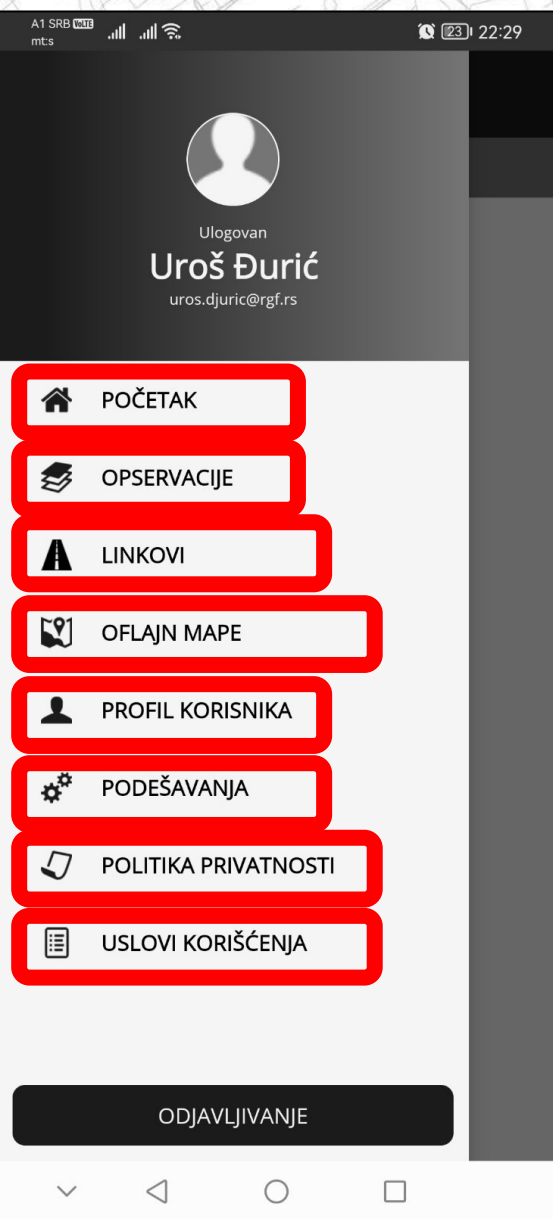 A1 SRB VoLTE
mt:s
23
22:29
Ulogovan
Uroš Đurić
uros.djuric@rgf.rs
POČETAK
OPSERVACIJE
LINKOVI
OFLAJN MAPE
PROFIL KORISNIKA
PODEŠAVANJA
POLITIKA PRIVATNOSTI
USLOVI KORIŠĆENJA
ODJAVLJIVANJE